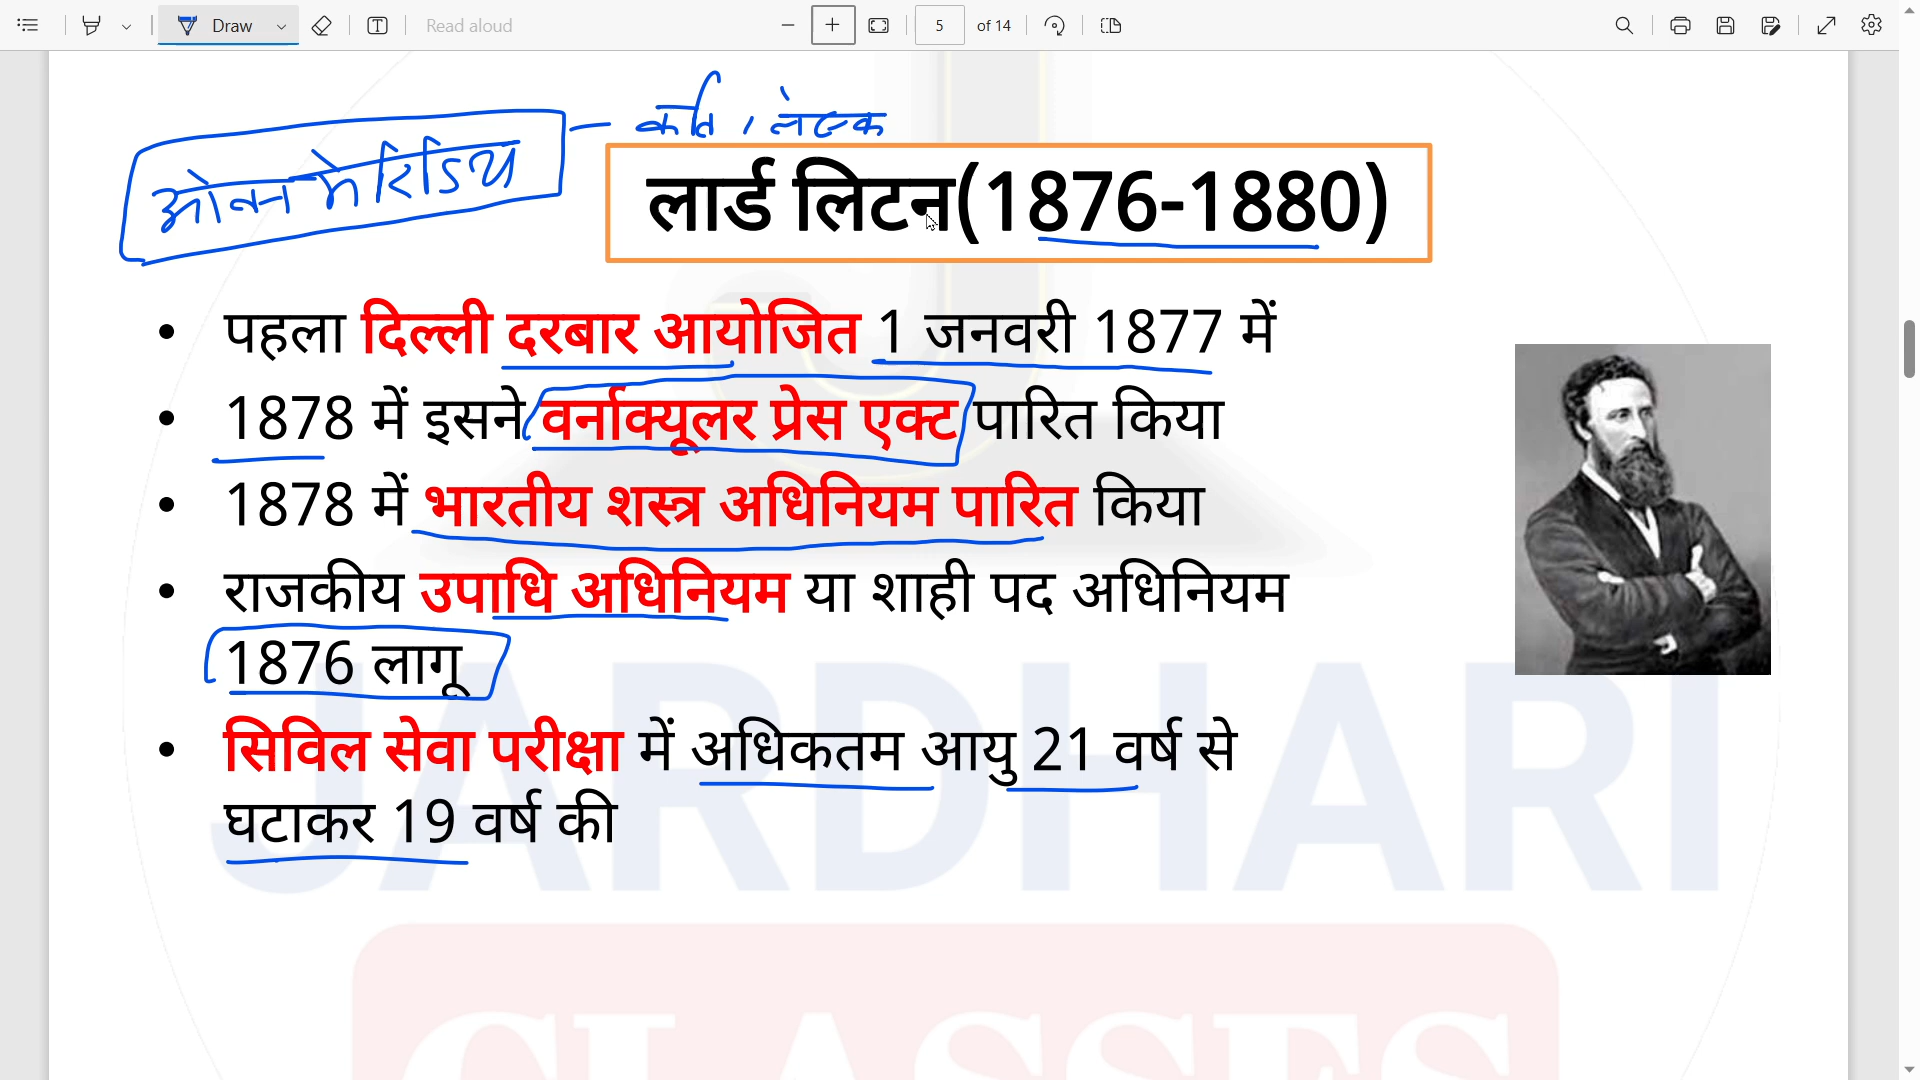 Draw
Read aloud
5 of 14
कवि, लेखक
ओवन मेरिडिथ
लार्ड लिटन(1876-1880)
• पहला दिल्ली दरबार आयोजित 1 जनवरी 1877 में
• 1878 में इसने वर्नाक्यूलर प्रेस एक्ट पारित किया
• 1878 में भारतीय शस्त्र अधिनियम पारित किया
• राजकीय उपाधि अधिनियम या शाही पद अधिनियम
1876 लागू
• सिविल सेवा परीक्षा में अधिकतम आयु 21 वर्ष से
घटाकर 19 वर्ष की
JARDHARI
CLASSES